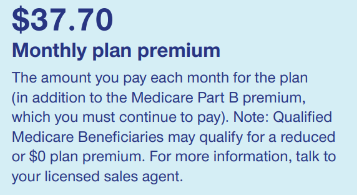 $37.70
Monthly plan premium
The amount you pay each month for the plan
(in addition to the Medicare Part B premium,
which you must continue to pay). Note: Qualified
Medicare Beneficiaries may qualify for a reduced
or $0 plan premium. For more information, talk to
your licensed sales agent.